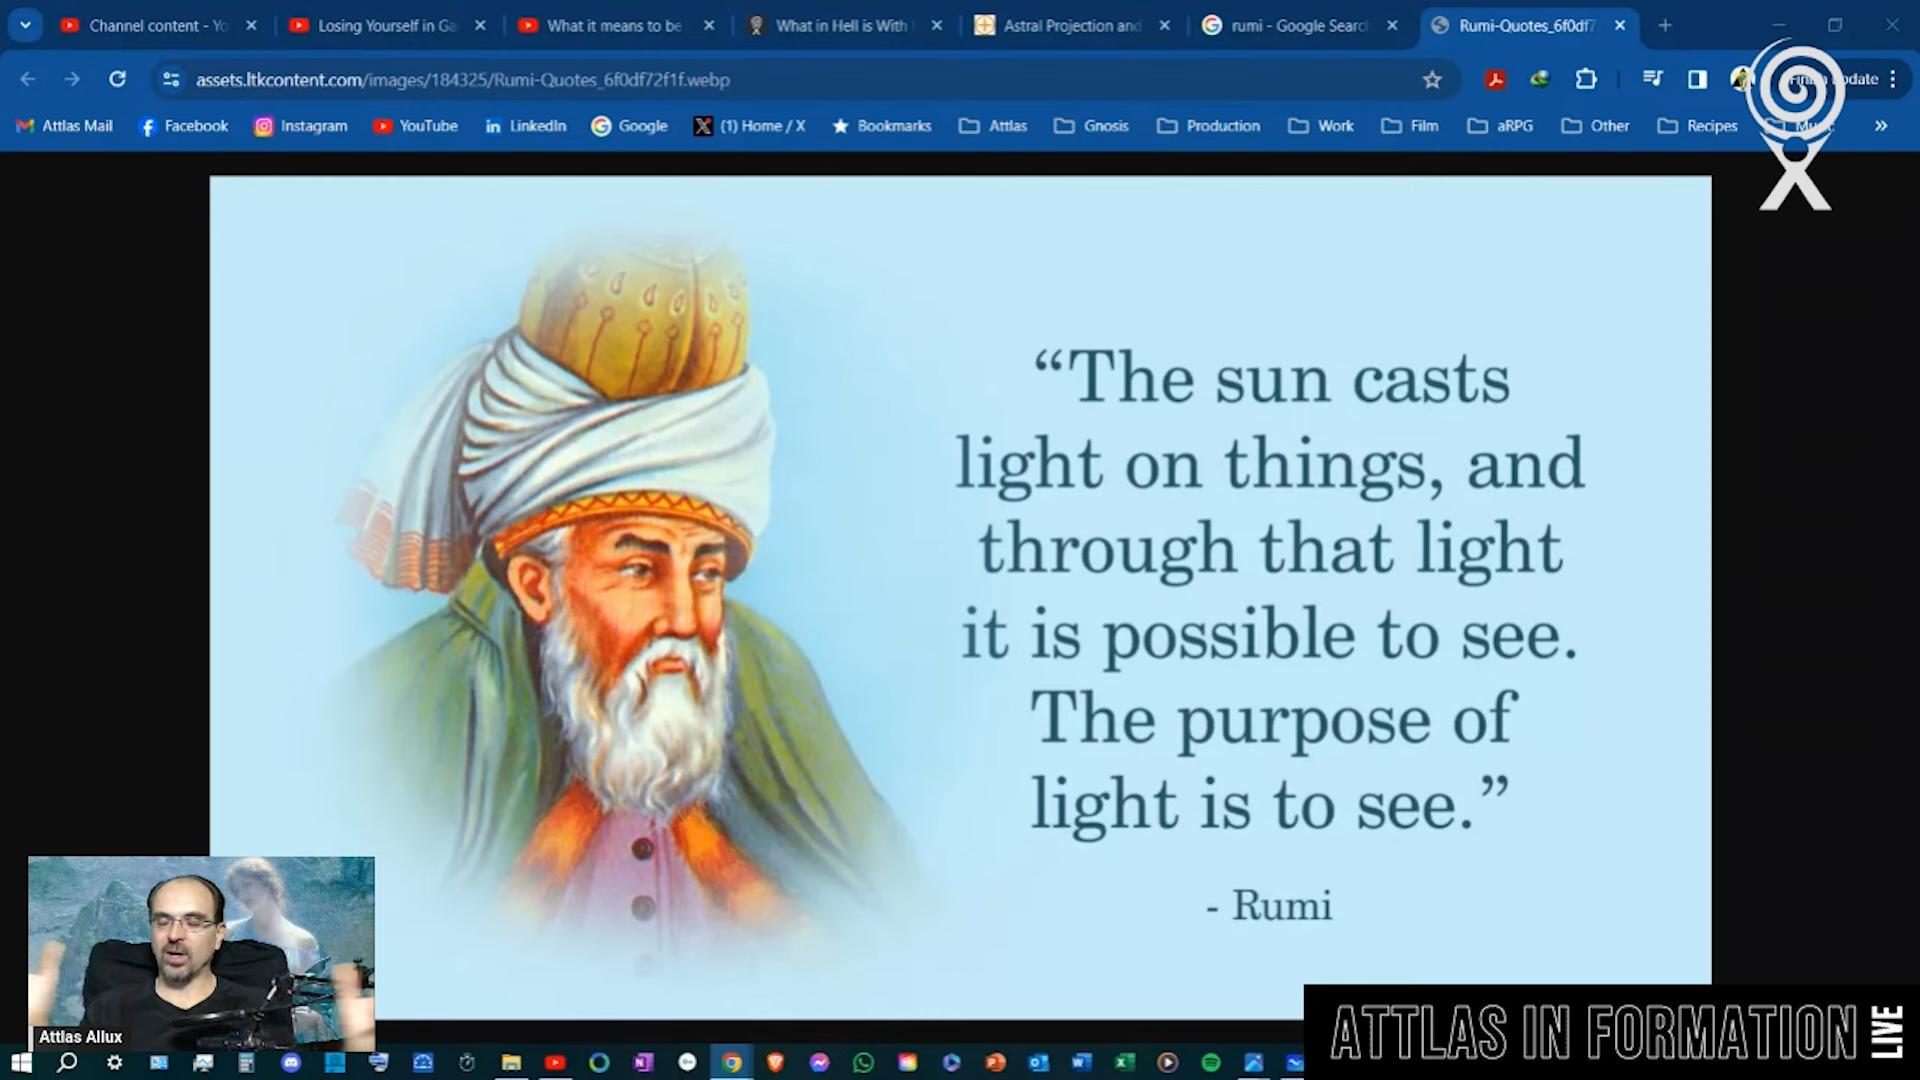 Channel content - Yo
Losing Yourself in Ga
What it means to be
What in Hell is With
Astral Projection and
rumi - Google Searc
Rumi-Quotes_6f0df7
assets.ltkcontent.com/images/184325/Rumi-Quotes_6f0df72f1f.webp
Attlas Mail
Facebook
Instagram
YouTube
LinkedIn
Google
(1) Home / X
Bookmarks
Attlas
Gnosis
Production
Work
Film
aRPG
Other
Recipes
“The sun casts
light on things, and
through that light
it is possible to see.
The purpose of
light is to see.”
- Rumi
Attlas Allux
ATTLAS IN FORMATION
LIVE